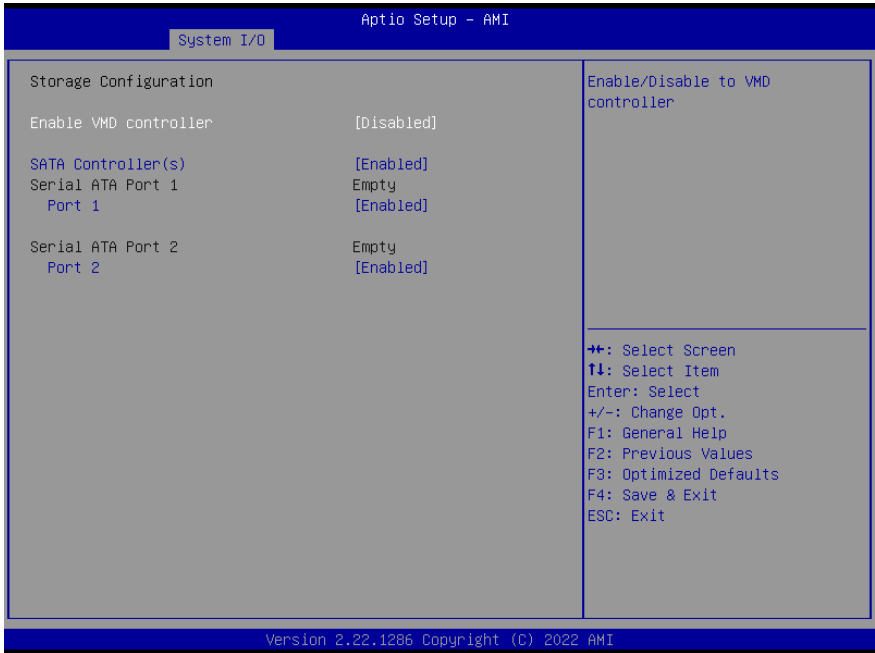 Aptio Setup – AMI
System I/O
Storage Configuration
Enable VMD controller [Disabled]
SATA Controller(s) [Enabled]
Serial ATA Port 1 Empty
Port 1 [Enabled]
Serial ATA Port 2 Empty
Port 2 [Enabled]
Enable/Disable to VMD
controller
→←: Select Screen
↑↓: Select Item
Enter: Select
+/-: Change Opt.
F1: General Help
F2: Previous Values
F3: Optimized Defaults
F4: Save & Exit
ESC: Exit
Version 2.22.1286 Copyright (C) 2022 AMI